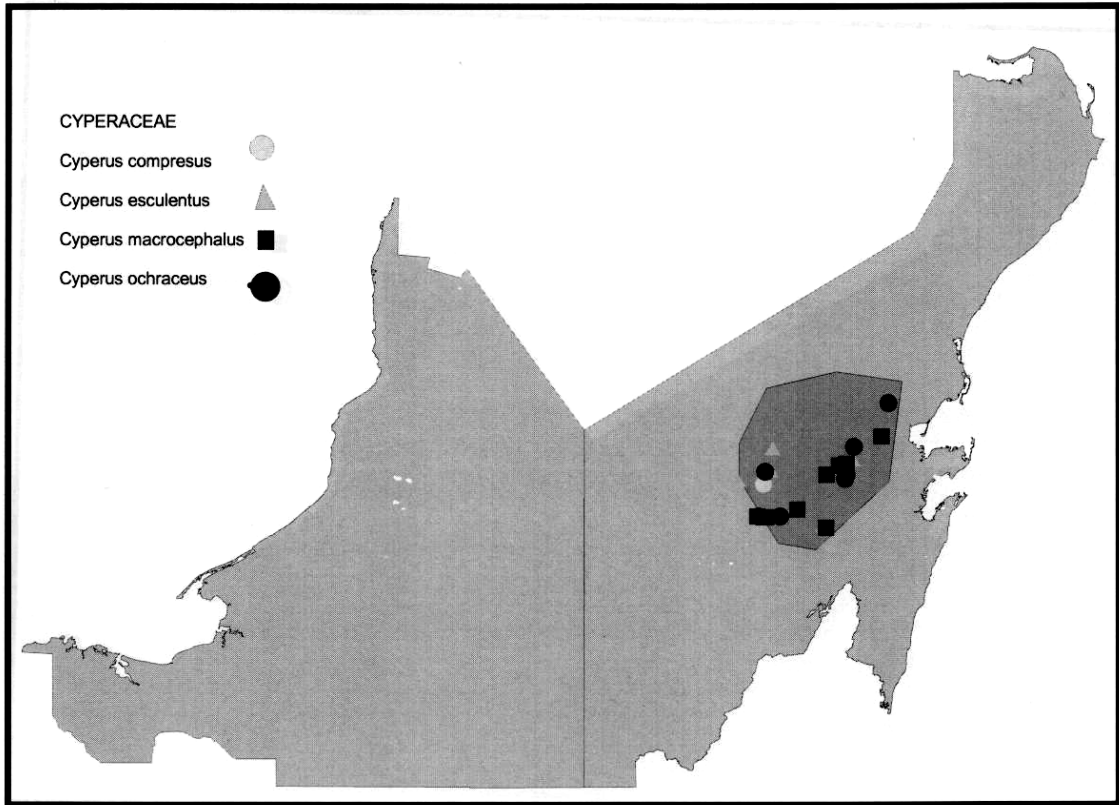 CYPERACEAE
Cyperus compresus
Cyperus esculentus
Cyperus macrocephalus
Cyperus ochraceus